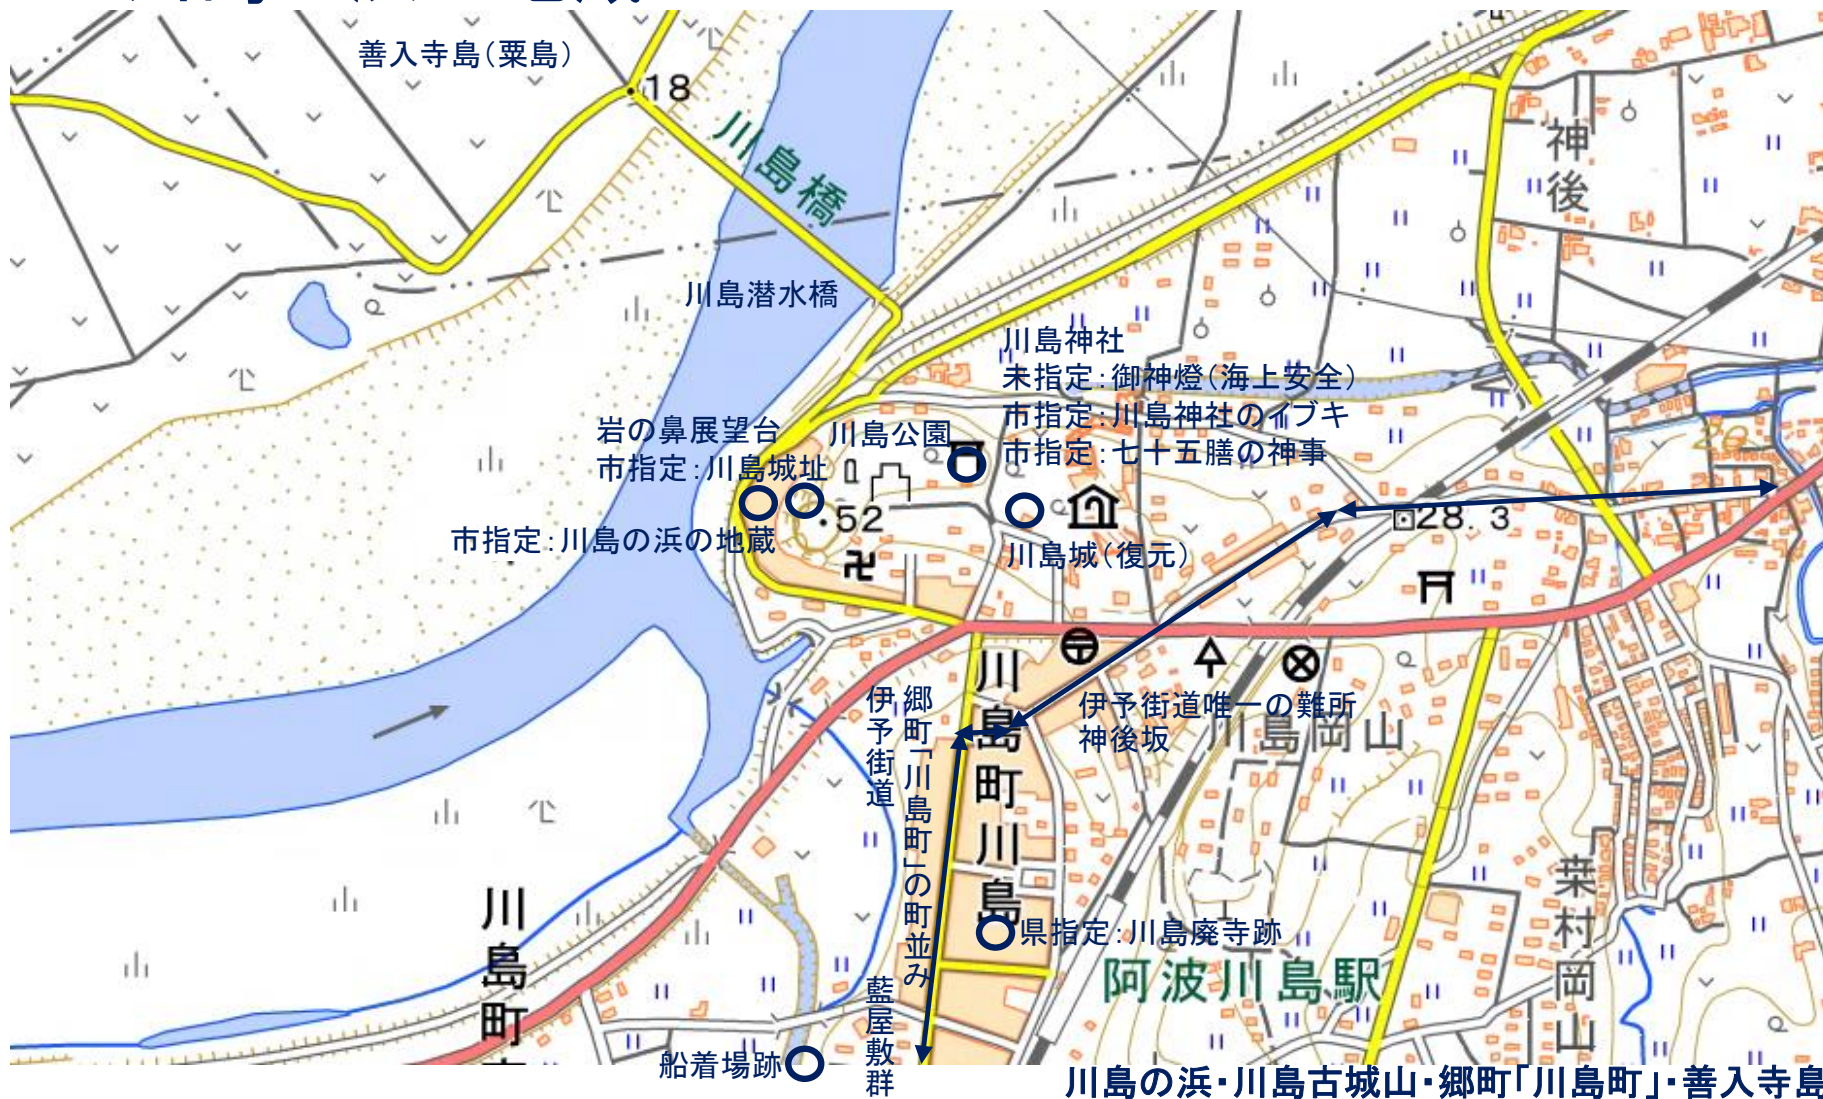 善入寺島(粟島)
18
川島橋
神後
川島潜水橋
川島神社
未指定:御神燈(海上安全)
市指定:川島神社のイブキ
市指定:七十五膳の神事
岩の鼻展望台
市指定:川島城址
川島公園
20
・52
28.3
市指定:川島の浜の地蔵
川島城(復元)
伊予街道
郷町「川島町」の町並み
川島町川島
伊予街道唯一の難所
神後坂
川島岡山
桒村岡山
川島町
県指定:川島廃寺跡
阿波川島駅
藍屋敷群
船着場跡
川島の浜・川島古城山・郷町「川島町」・善入寺島